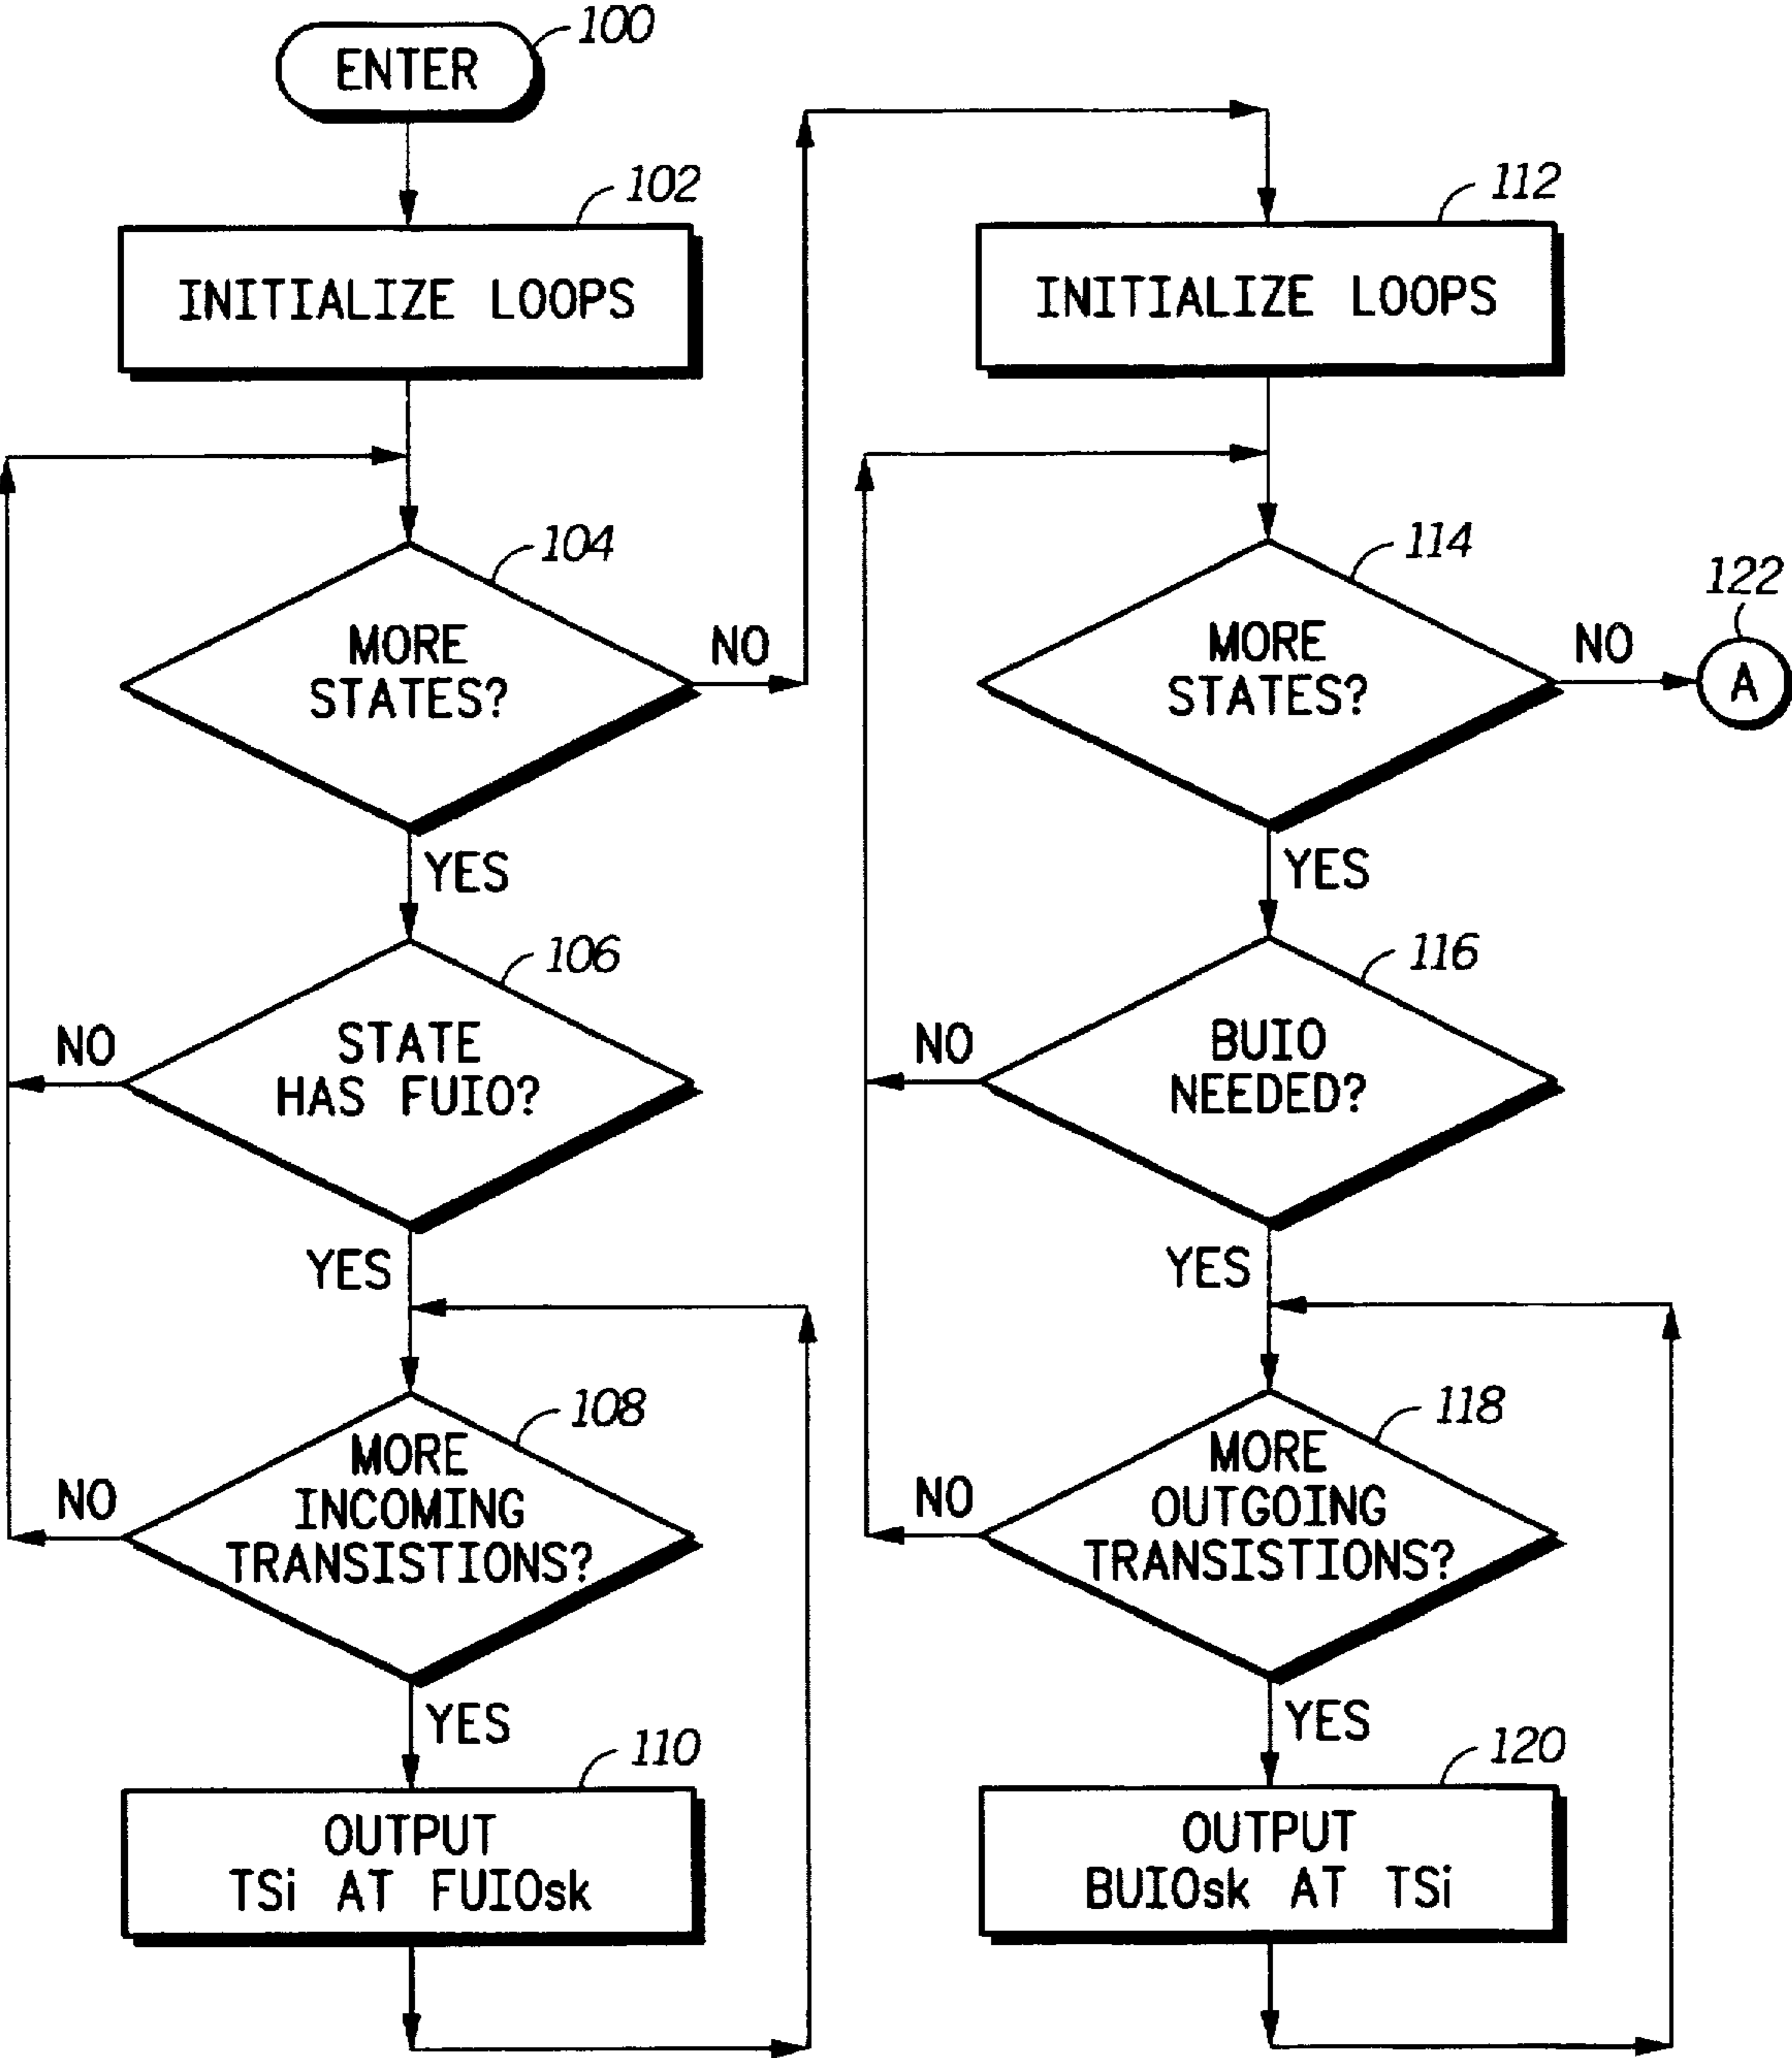 ENTER
100
INITIALIZE LOOPS
102
MORE
STATES?
104
NO
YES
STATE
HAS FUIO?
106
NO
YES
MORE
INCOMING
TRANSISTIONS?
108
NO
YES
OUTPUT
TSi AT FUIOsk
110
INITIALIZE LOOPS
112
MORE
STATES?
114
NO
A
122
YES
BUIO
NEEDED?
116
NO
YES
MORE
OUTGOING
TRANSISTIONS?
118
NO
YES
OUTPUT
BUIOsk AT TSi
120